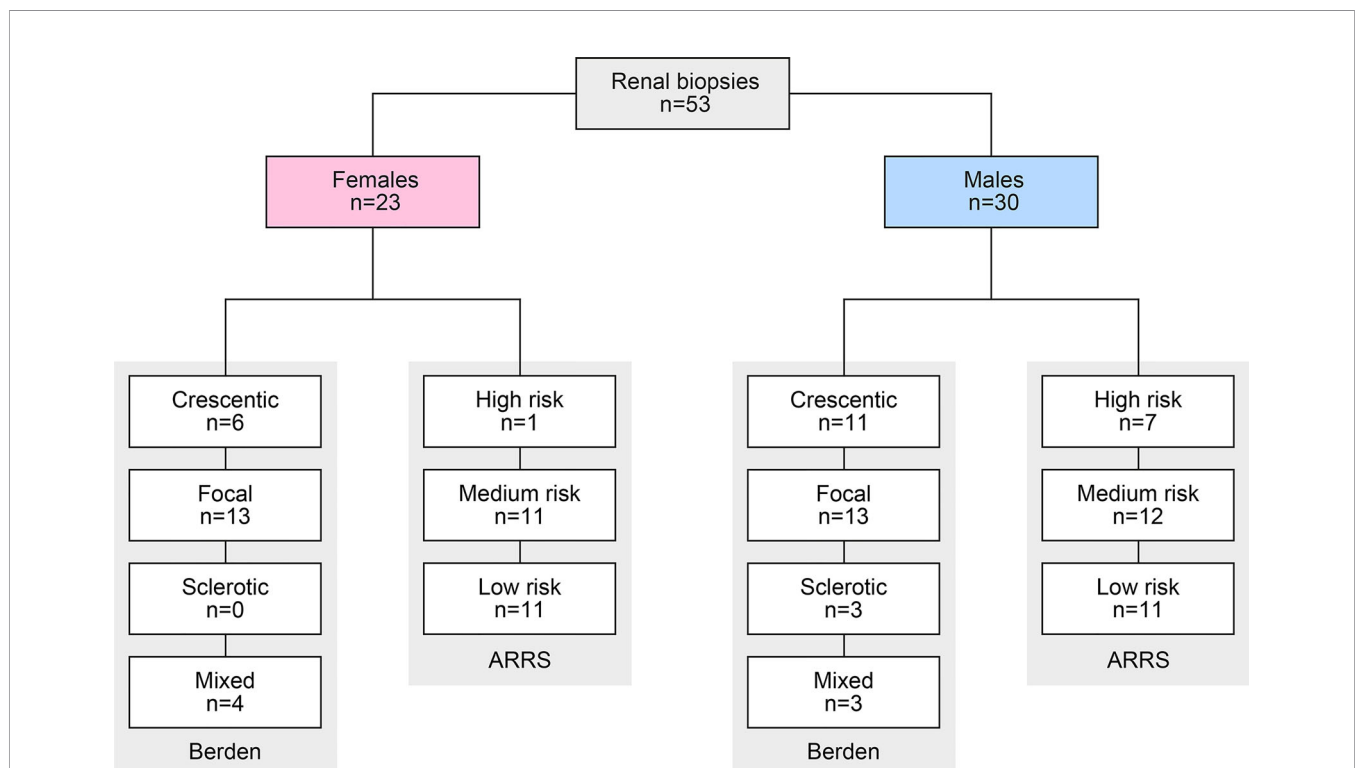 Renal biopsies
n=53
Females
n=23
Males
n=30
Crescentic
n=6
Focal
n=13
Sclerotic
n=0
Mixed
n=4
Berden
High risk
n=1
Medium risk
n=11
Low risk
n=11
ARRS
Crescentic
n=11
Focal
n=13
Sclerotic
n=3
Mixed
n=3
Berden
High risk
n=7
Medium risk
n=12
Low risk
n=11
ARRS